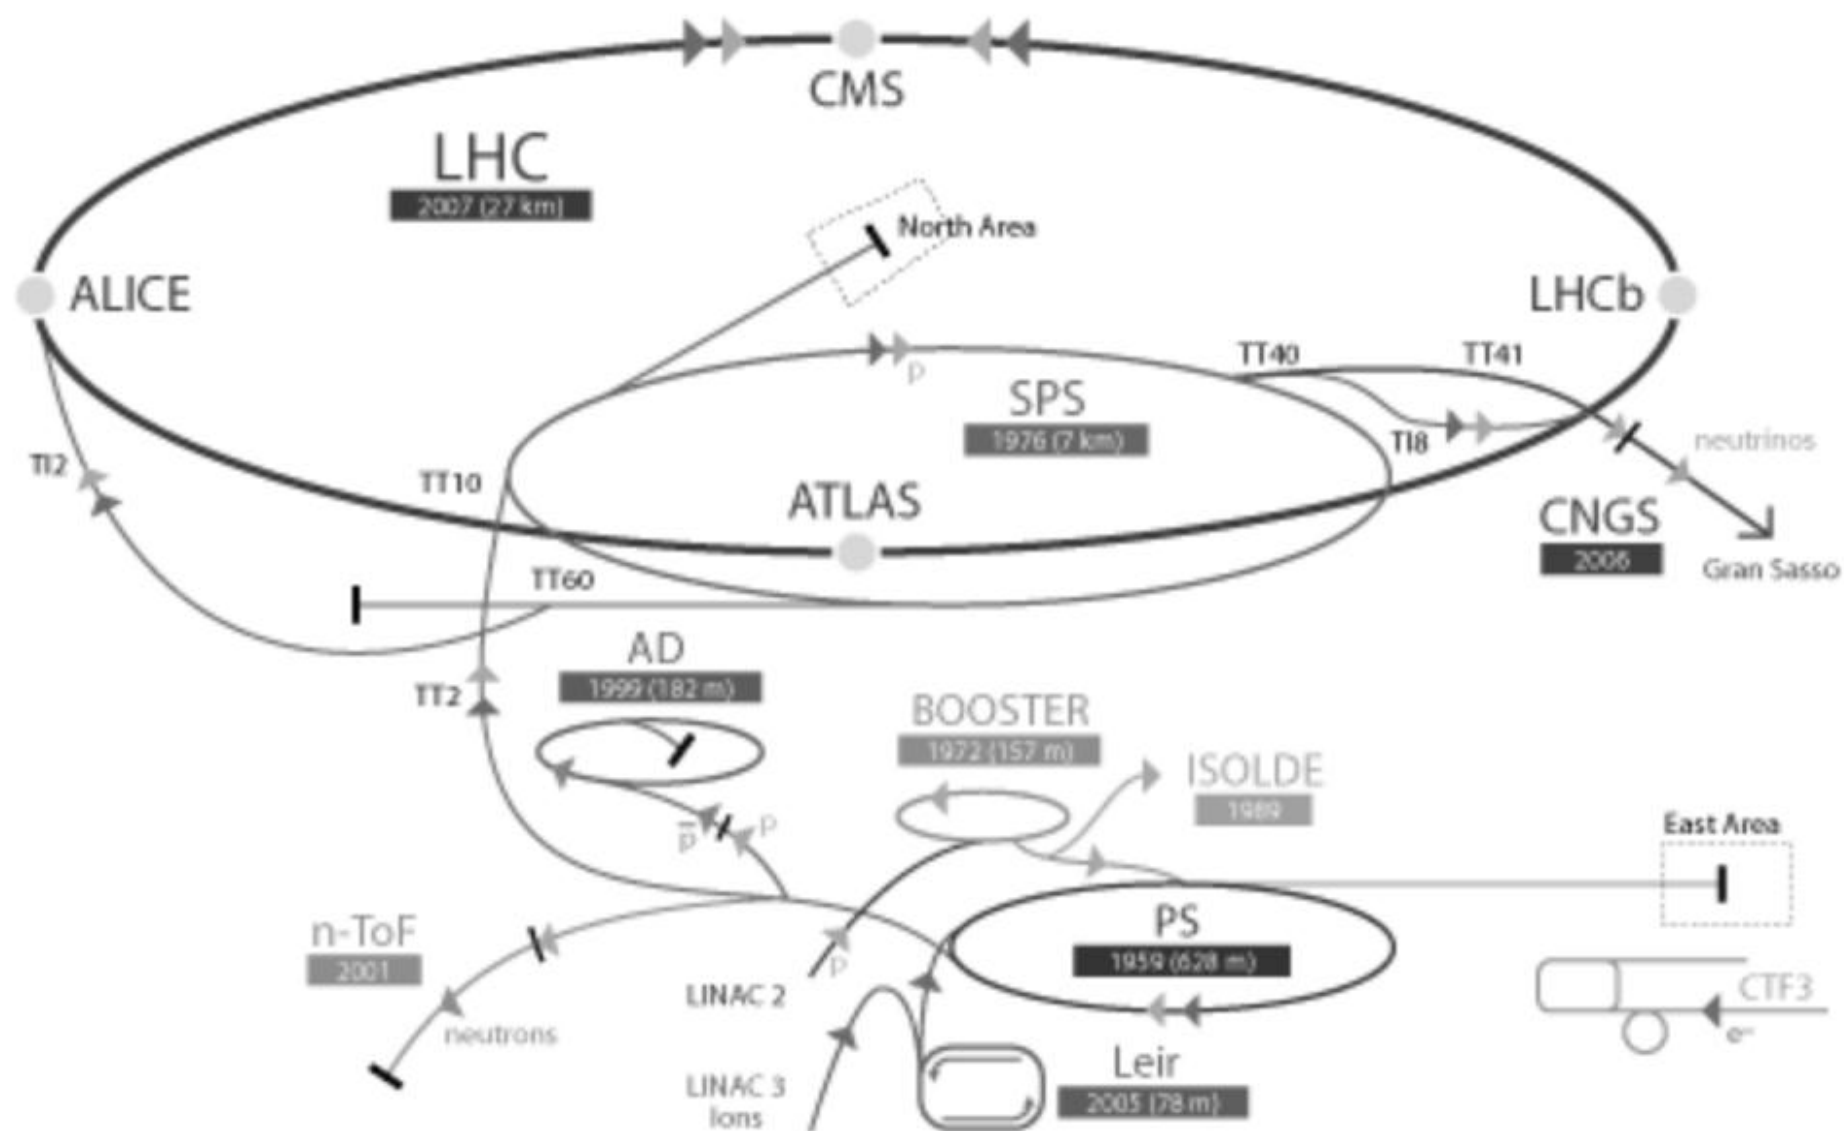 CMS
LHC
2007 (27 km)
North Area
ALICE
LHCb
TT40
TT41
p
SPS
1976 (7 km)
TI8
neutrinos
TI2
TT10
ATLAS
CNGS
2006
Gran Sasso
TT60
AD
1999 (182 m)
TT2
BOOSTER
1972 (157 m)
ISOLDE
1989
East Area
p̅
p
n-ToF
2001
PS
1959 (628 m)
p
LINAC 2
CTF3
e⁻
neutrons
Leir
2005 (78 m)
LINAC 3
Ions